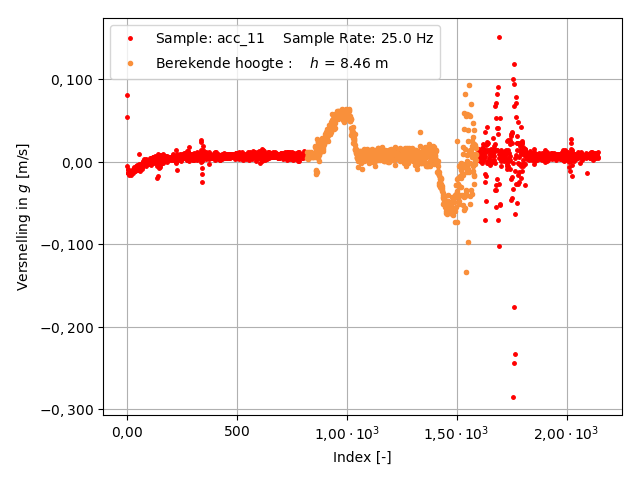 Sample: acc_11 Sample Rate: 25.0 Hz
Berekende hoogte : h = 8.46 m
0,100
0,00
−0,100
−0,200
−0,300
Versnelling in g [m/s]
0,00
500
1,00·10³
1,50·10³
2,00·10³
Index [-]